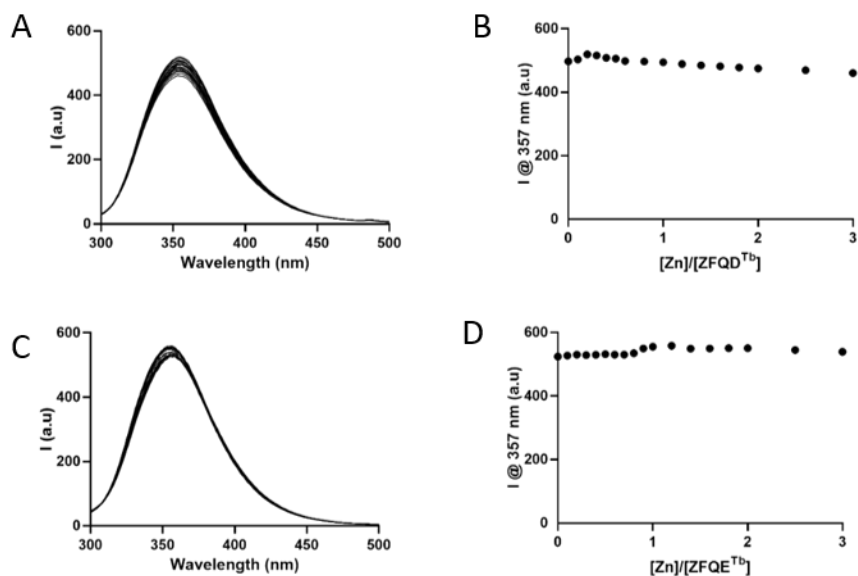 A
600
400
200
0
I (a.u)
300 350 400 450 500
Wavelength (nm)
B
600
400
200
0
I @ 357 nm (a.u)
0 1 2 3
[Zn]/[ZFQD^Tb]
C
600
400
200
0
I (a.u)
300 350 400 450 500
Wavelength (nm)
D
600
400
200
0
I @ 357 nm (a.u)
0 1 2 3
[Zn]/[ZFQE^Tb]